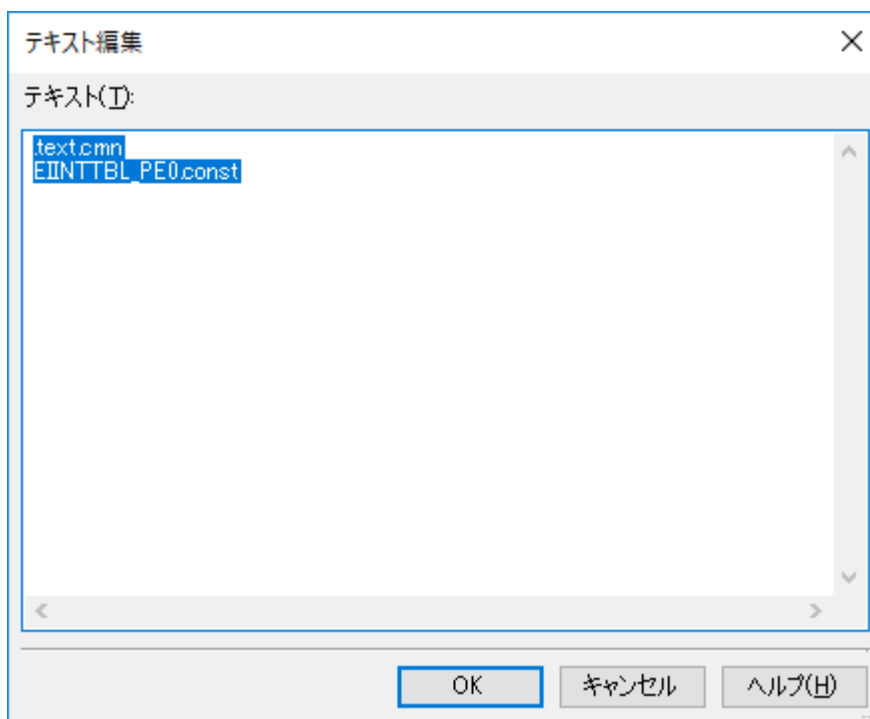 テキスト編集
テキスト(T):
.text.cmn
EIINTTBL_PE0.const
OK
キャンセル
ヘルプ(H)